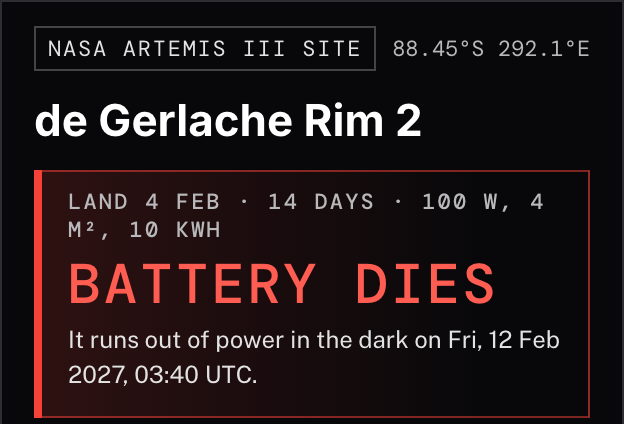 NASA ARTEMIS III SITE 88.45°S 292.1°E
de Gerlache Rim 2
LAND 4 FEB · 14 DAYS · 100 W, 4
M², 10 KWH
BATTERY DIES
It runs out of power in the dark on Fri, 12 Feb
2027, 03:40 UTC.